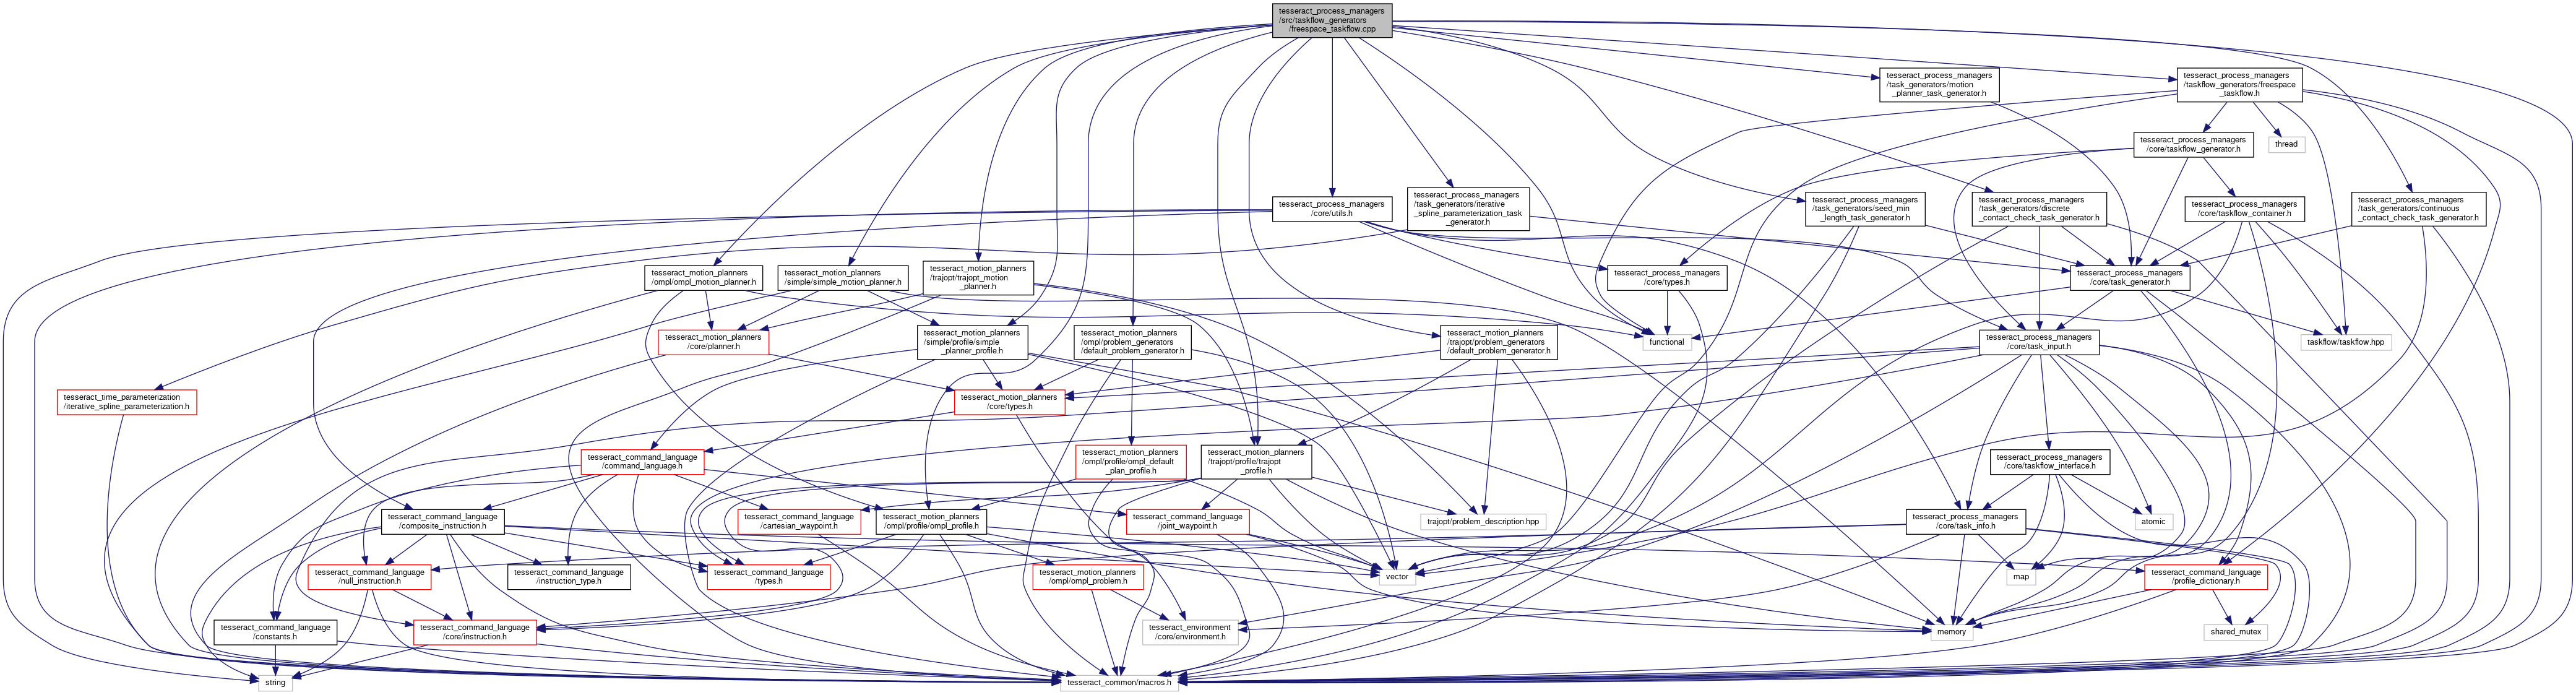 tesseract_process_managers
/src/taskflow_generators
/freespace_taskflow.cpp
tesseract_process_managers
/task_generators/motion
_planner_task_generator.h
tesseract_process_managers
/taskflow_generators/freespace
_taskflow.h
tesseract_process_managers
/core/taskflow_generator.h
thread
tesseract_process_managers
/core/utils.h
tesseract_process_managers
/task_generators/iterative
_spline_parameterization_task
_generator.h
tesseract_process_managers
/task_generators/seed_min
_length_task_generator.h
tesseract_process_managers
/task_generators/discrete
_contact_check_task_generator.h
tesseract_process_managers
/core/taskflow_container.h
tesseract_process_managers
/task_generators/continuous
_contact_check_task_generator.h
tesseract_motion_planners
/ompl/ompl_motion_planner.h
tesseract_motion_planners
/simple/simple_motion_planner.h
tesseract_motion_planners
/trajopt/trajopt_motion
_planner.h
tesseract_process_managers
/core/types.h
tesseract_process_managers
/core/task_generator.h
tesseract_motion_planners
/core/planner.h
tesseract_motion_planners
/simple/profile/simple
_planner_profile.h
tesseract_motion_planners
/ompl/problem_generators
/default_problem_generator.h
tesseract_motion_planners
/trajopt/problem_generators
/default_problem_generator.h
functional
tesseract_process_managers
/core/task_input.h
taskflow/taskflow.hpp
tesseract_time_parameterization
/iterative_spline_parameterization.h
tesseract_motion_planners
/core/types.h
tesseract_command_language
/command_language.h
tesseract_motion_planners
/ompl/profile/ompl_default
_plan_profile.h
tesseract_motion_planners
/trajopt/profile/trajopt
_profile.h
tesseract_process_managers
/core/taskflow_interface.h
tesseract_command_language
/composite_instruction.h
tesseract_command_language
/cartesian_waypoint.h
tesseract_motion_planners
/ompl/profile/ompl_profile.h
tesseract_command_language
/joint_waypoint.h
trajopt/problem_description.hpp
tesseract_process_managers
/core/task_info.h
atomic
tesseract_command_language
/null_instruction.h
tesseract_command_language
/instruction_type.h
tesseract_command_language
/types.h
tesseract_motion_planners
/ompl/ompl_problem.h
vector
map
tesseract_command_language
/profile_dictionary.h
tesseract_command_language
/constants.h
tesseract_command_language
/core/instruction.h
tesseract_environment
/core/environment.h
memory
shared_mutex
string
tesseract_common/macros.h